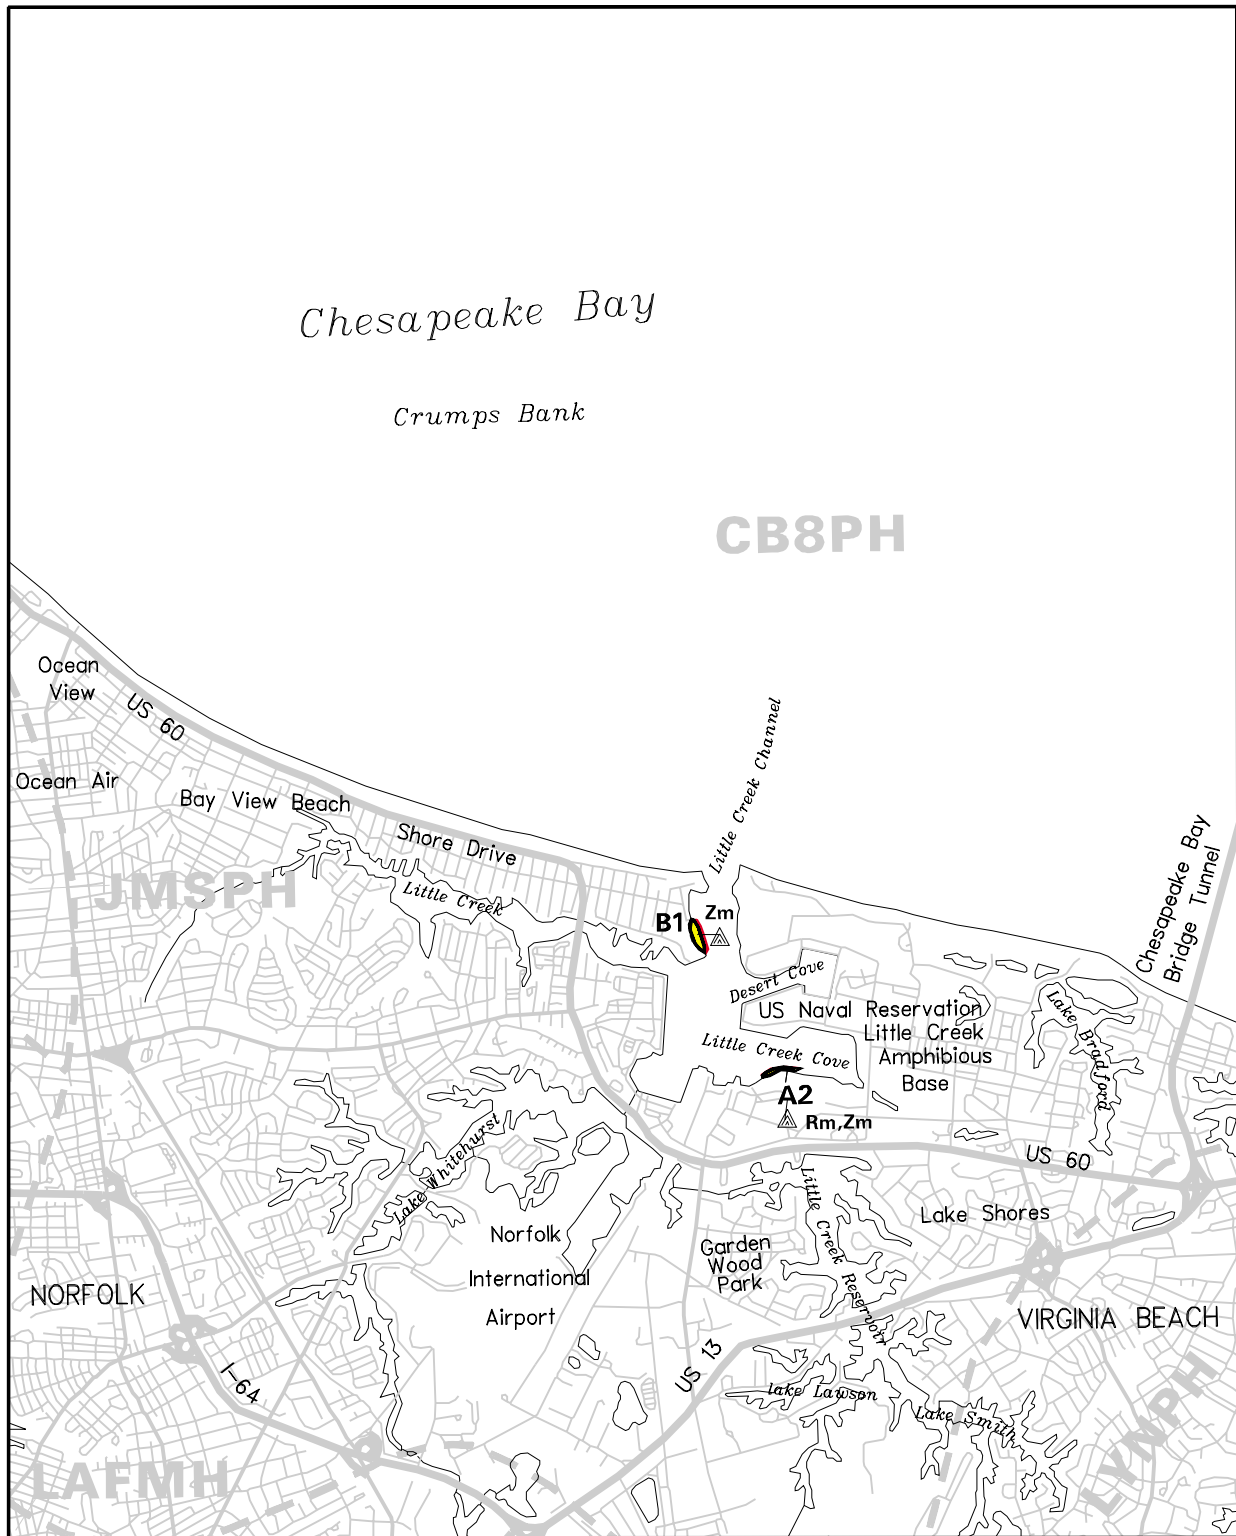 Chesapeake Bay
Crumps Bank
CB8PH
Ocean
View
US 60
Little Creek Channel
Ocean Air
Bay View Beach
Shore Drive
Chesapeake Bay
Bridge Tunnel
JMSPH
Little Creek
B1
Zm
Desert Cove
US Naval Reservation
Little Creek
Amphibious
Base
Lake Bradford
Little Creek Cove
A2
Rm,Zm
Lake Whitehurst
US 60
Little Creek Reservoir
Lake Shores
Norfolk
International
Airport
Garden
Wood
Park
NORFOLK
VIRGINIA BEACH
US 13
I-64
lake Lawson
Lake Smith
LAFMH
LYNPH